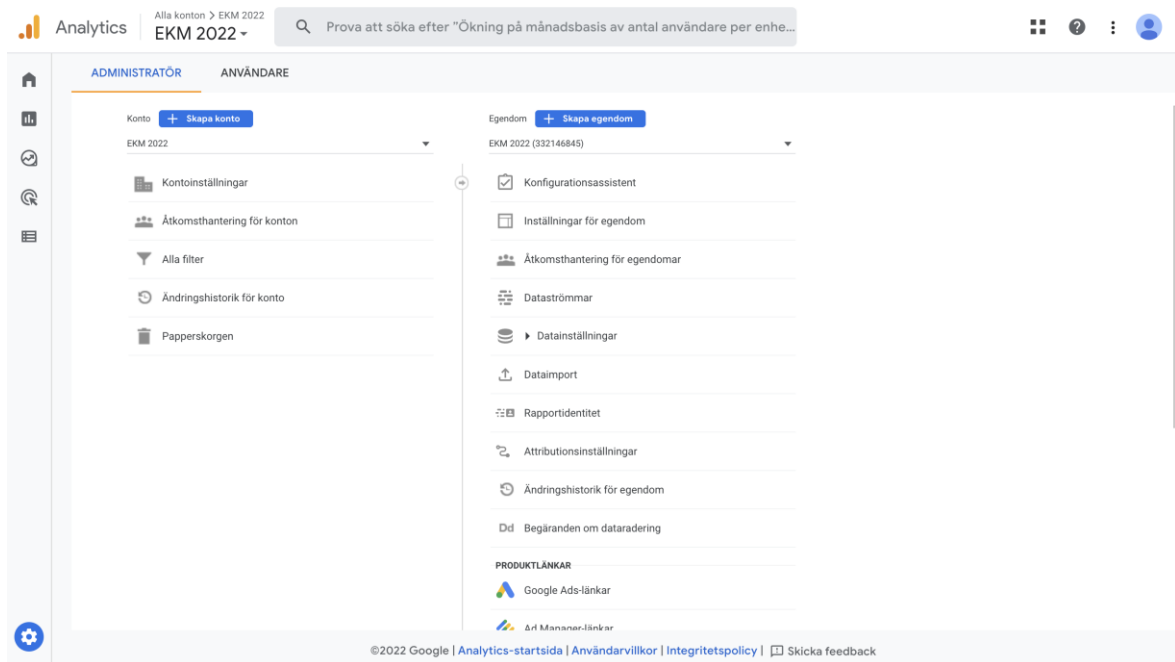 Analytics
Alla konton > EKM 2022
EKM 2022
Prova att söka efter "Ökning på månadsbasis av antal användare per enhe...
ADMINISTRATÖR
ANVÄNDARE
Konto
+ Skapa konto
EKM 2022
Kontoinställningar
Åtkomsthantering för konton
Alla filter
Ändringshistorik för konto
Papperskorgen
Egendom
+ Skapa egendom
EKM 2022 (332146845)
Konfigurationsassistent
Inställningar för egendom
Åtkomsthantering för egendomar
Dataströmmar
Datainställningar
Dataimport
Rapportidentitet
Attributionsinställningar
Ändringshistorik för egendom
Dd Begäranden om dataradering
PRODUKTLÄNKAR
Google Ads-länkar
Ad Manager-länkar
©2022 Google | Analytics-startsida | Användarvillkor | Integritetspolicy | Skicka feedback